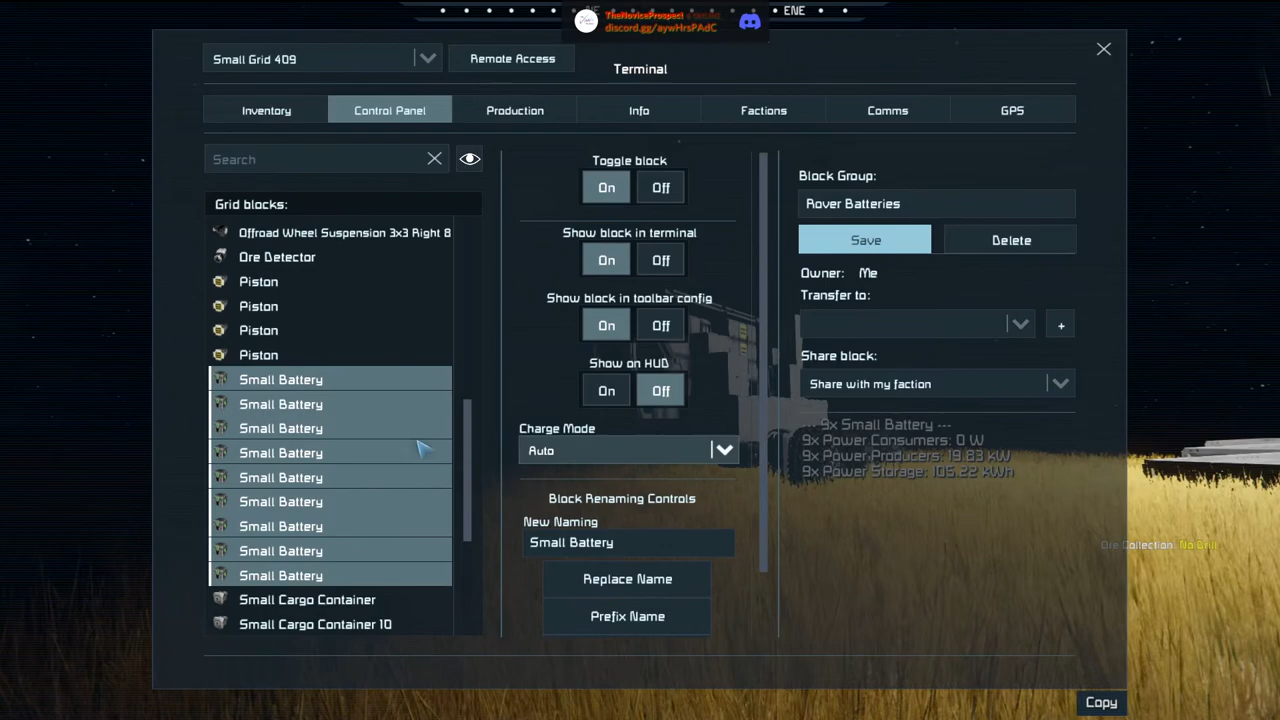 ENE
TheNoviceProspect
discord.gg/aywHrsPAdC
Small Grid 409
Remote Access
Terminal
Inventory
Control Panel
Production
Info
Factions
Comms
GPS
Search
Grid blocks:
Offroad Wheel Suspension 3x3 Right 8
Ore Detector
Piston
Piston
Piston
Piston
Small Battery
Small Battery
Small Battery
Small Battery
Small Battery
Small Battery
Small Battery
Small Battery
Small Battery
Small Cargo Container
Small Cargo Container 10
Toggle block
On
Off
Show block in terminal
On
Off
Show block in toolbar config
On
Off
Show on HUD
On
Off
Charge Mode
Auto
Block Renaming Controls
New Naming
Small Battery
Replace Name
Prefix Name
Block Group:
Rover Batteries
Save
Delete
Owner: Me
Transfer to:
+
Share block:
Share with my faction
--- 9x Small Battery ---
9x Power Consumers: 0 W
9x Power Producers: 19.83 kW
9x Power Storage: 105.22 kWh
Ore Collection: No Drill
Copy